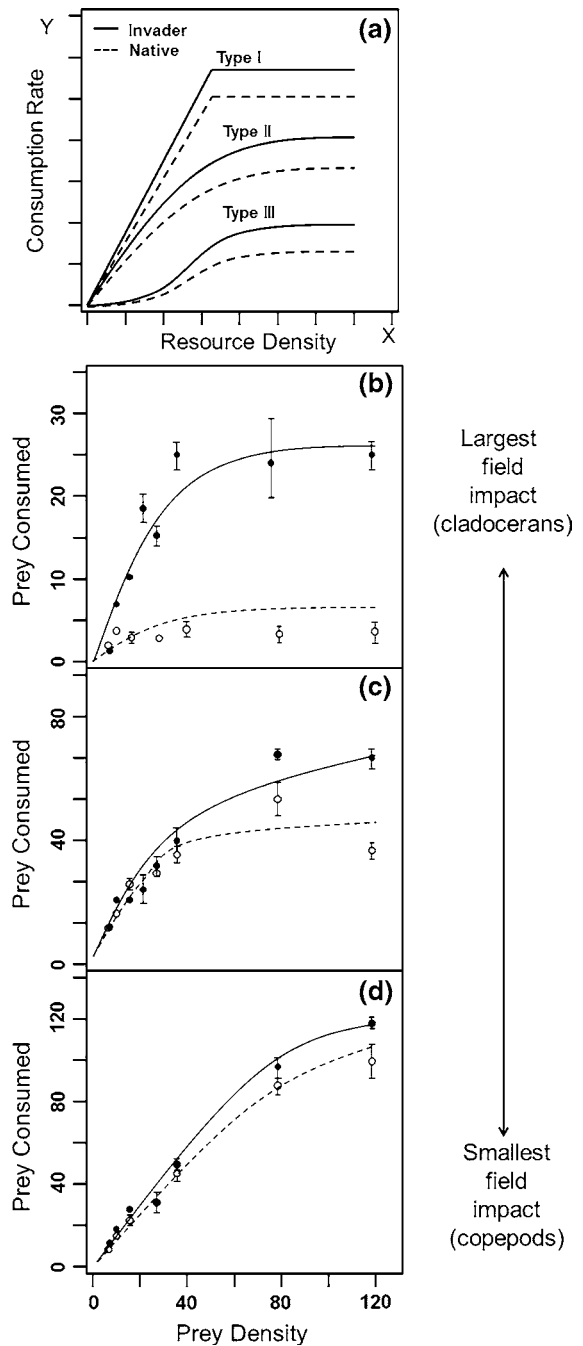 Y
(a)
Invader
Native
Type I
Type II
Type III
Consumption Rate
Resource Density
X
(b)
30
20
10
0
Prey Consumed
Largest
field
impact
(cladocerans)
(c)
80
40
0
Prey Consumed
(d)
120
80
40
0
Prey Consumed
Smallest
field
impact
(copepods)
0
40
80
120
Prey Density